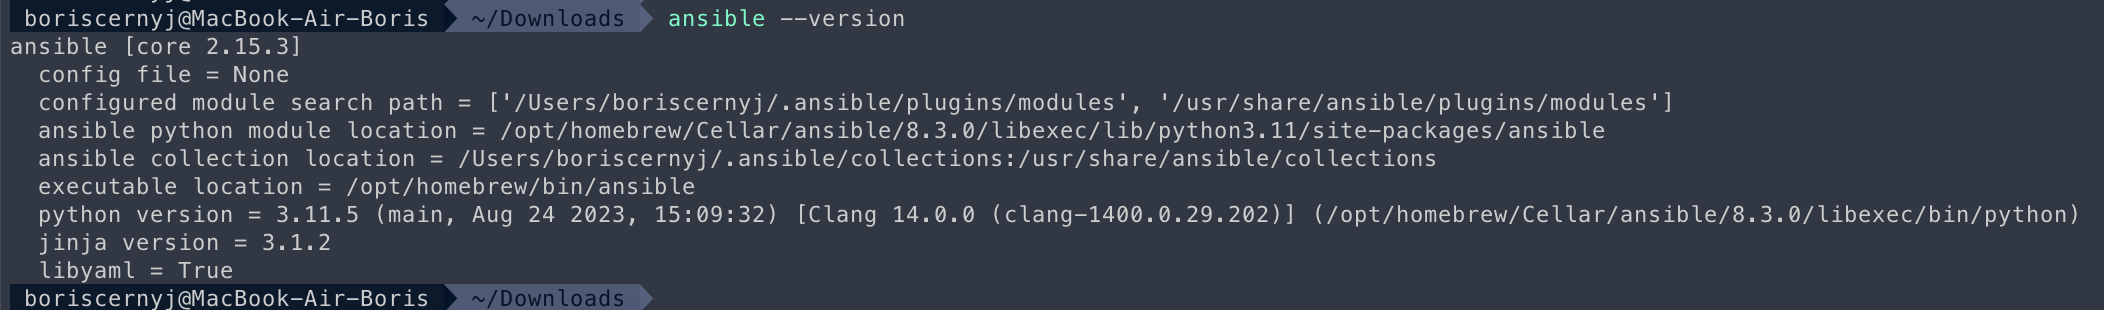 boriscernyj@MacBook-Air-Boris ~/Downloads ansible --version
ansible [core 2.15.3]
  config file = None
  configured module search path = ['/Users/boriscernyj/.ansible/plugins/modules', '/usr/share/ansible/plugins/modules']
  ansible python module location = /opt/homebrew/Cellar/ansible/8.3.0/libexec/lib/python3.11/site-packages/ansible
  ansible collection location = /Users/boriscernyj/.ansible/collections:/usr/share/ansible/collections
  executable location = /opt/homebrew/bin/ansible
  python version = 3.11.5 (main, Aug 24 2023, 15:09:32) [Clang 14.0.0 (clang-1400.0.29.202)] (/opt/homebrew/Cellar/ansible/8.3.0/libexec/bin/python)
  jinja version = 3.1.2
  libyaml = True
boriscernyj@MacBook-Air-Boris ~/Downloads